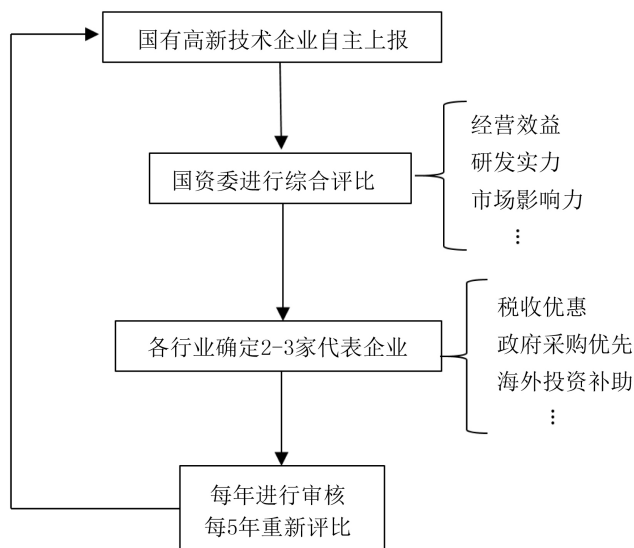 国有高新技术企业自主上报
国资委进行综合评比
经营效益
研发实力
市场影响力
⋮
各行业确定2-3家代表企业
税收优惠
政府采购优先
海外投资补助
⋮
每年进行审核
每5年重新评比